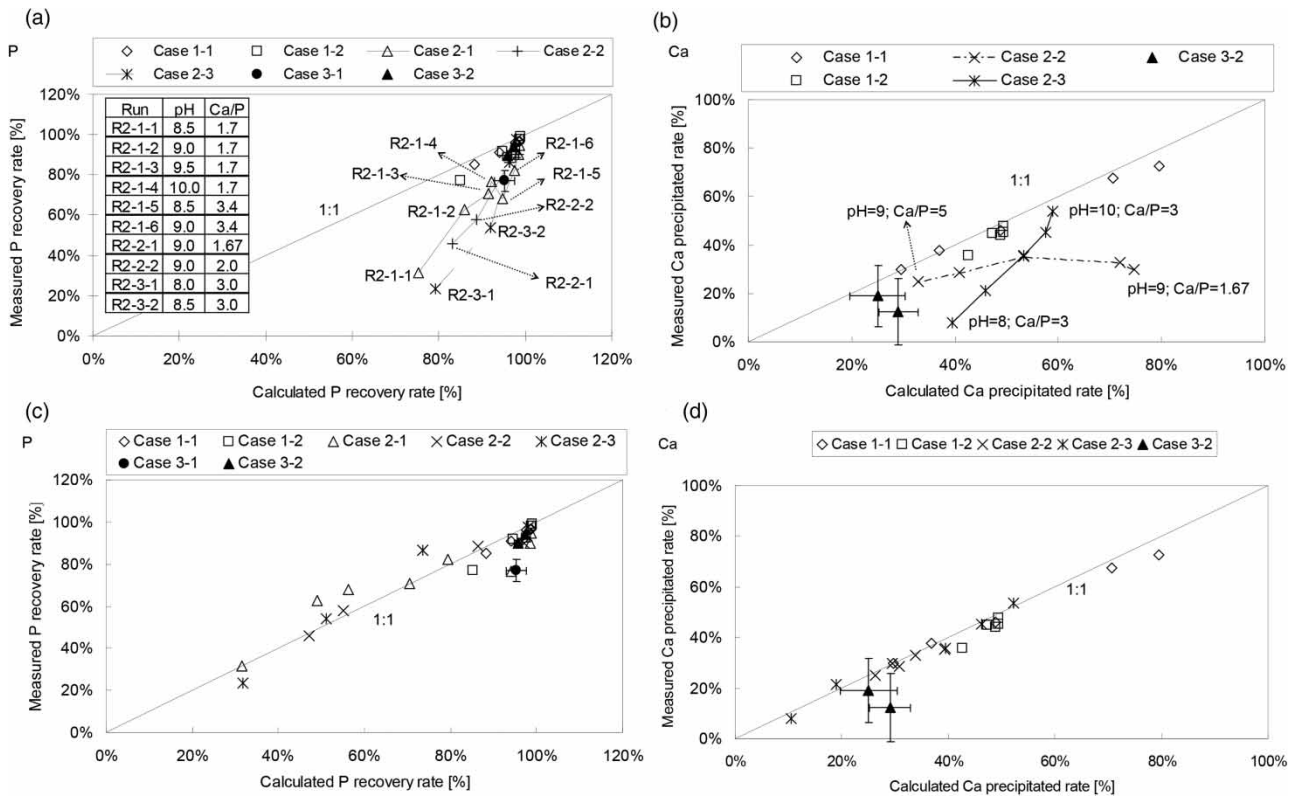 (a)
P
Case 1-1 Case 1-2 Case 2-1 Case 2-2
Case 2-3 Case 3-1 Case 3-2
120%
100%
80%
60%
40%
20%
0%
Measured P recovery rate [%]
Run pH Ca/P
R2-1-1 8.5 1.7
R2-1-2 9.0 1.7
R2-1-3 9.5 1.7
R2-1-4 10.0 1.7
R2-1-5 8.5 3.4
R2-1-6 9.0 3.4
R2-2-1 9.0 1.67
R2-2-2 9.0 2.0
R2-3-1 8.0 3.0
R2-3-2 8.5 3.0
R2-1-4
R2-1-6
R2-1-3
R2-1-5
1:1
R2-1-2
R2-2-2
R2-3-2
R2-1-1
R2-2-1
R2-3-1
0% 20% 40% 60% 80% 100% 120%
Calculated P recovery rate [%]
(b)
Ca
Case 1-1 Case 2-2 Case 3-2
Case 1-2 Case 2-3
100%
80%
60%
40%
20%
0%
Measured Ca precipitated rate [%]
1:1
pH=9; Ca/P=5
pH=10; Ca/P=3
pH=9; Ca/P=1.67
pH=8; Ca/P=3
0% 20% 40% 60% 80% 100%
Calculated Ca precipitated rate [%]
(c)
P
Case 1-1 Case 1-2 Case 2-1 Case 2-2 Case 2-3
Case 3-1 Case 3-2
120%
100%
80%
60%
40%
20%
0%
Measured P recovery rate [%]
1:1
0% 20% 40% 60% 80% 100% 120%
Calculated P recovery rate [%]
(d)
Ca
Case 1-1 Case 1-2 Case 2-2 Case 2-3 Case 3-2
100%
80%
60%
40%
20%
0%
Measured Ca precipitated rate [%]
1:1
0% 20% 40% 60% 80% 100%
Calculated Ca precipitated rate [%]